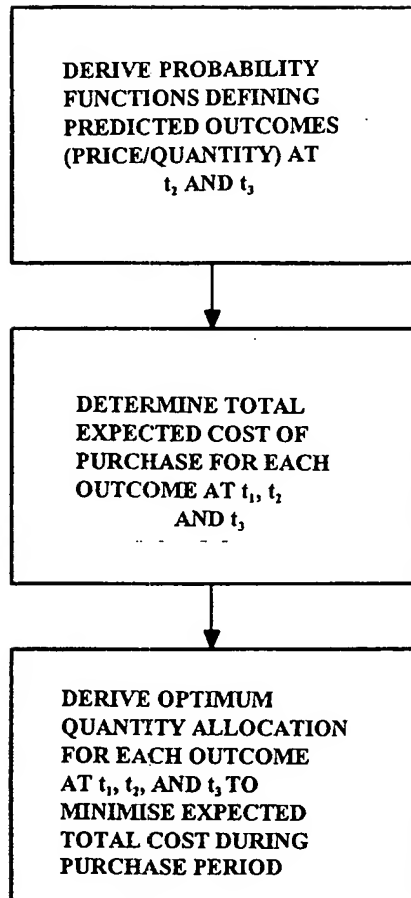 DERIVE PROBABILITY
FUNCTIONS DEFINING
PREDICTED OUTCOMES
(PRICE/QUANTITY) AT
t₂ AND t₃
DETERMINE TOTAL
EXPECTED COST OF
PURCHASE FOR EACH
OUTCOME AT t₁, t₂
AND t₃
DERIVE OPTIMUM
QUANTITY ALLOCATION
FOR EACH OUTCOME
AT t₁, t₂, AND t₃ TO
MINIMISE EXPECTED
TOTAL COST DURING
PURCHASE PERIOD